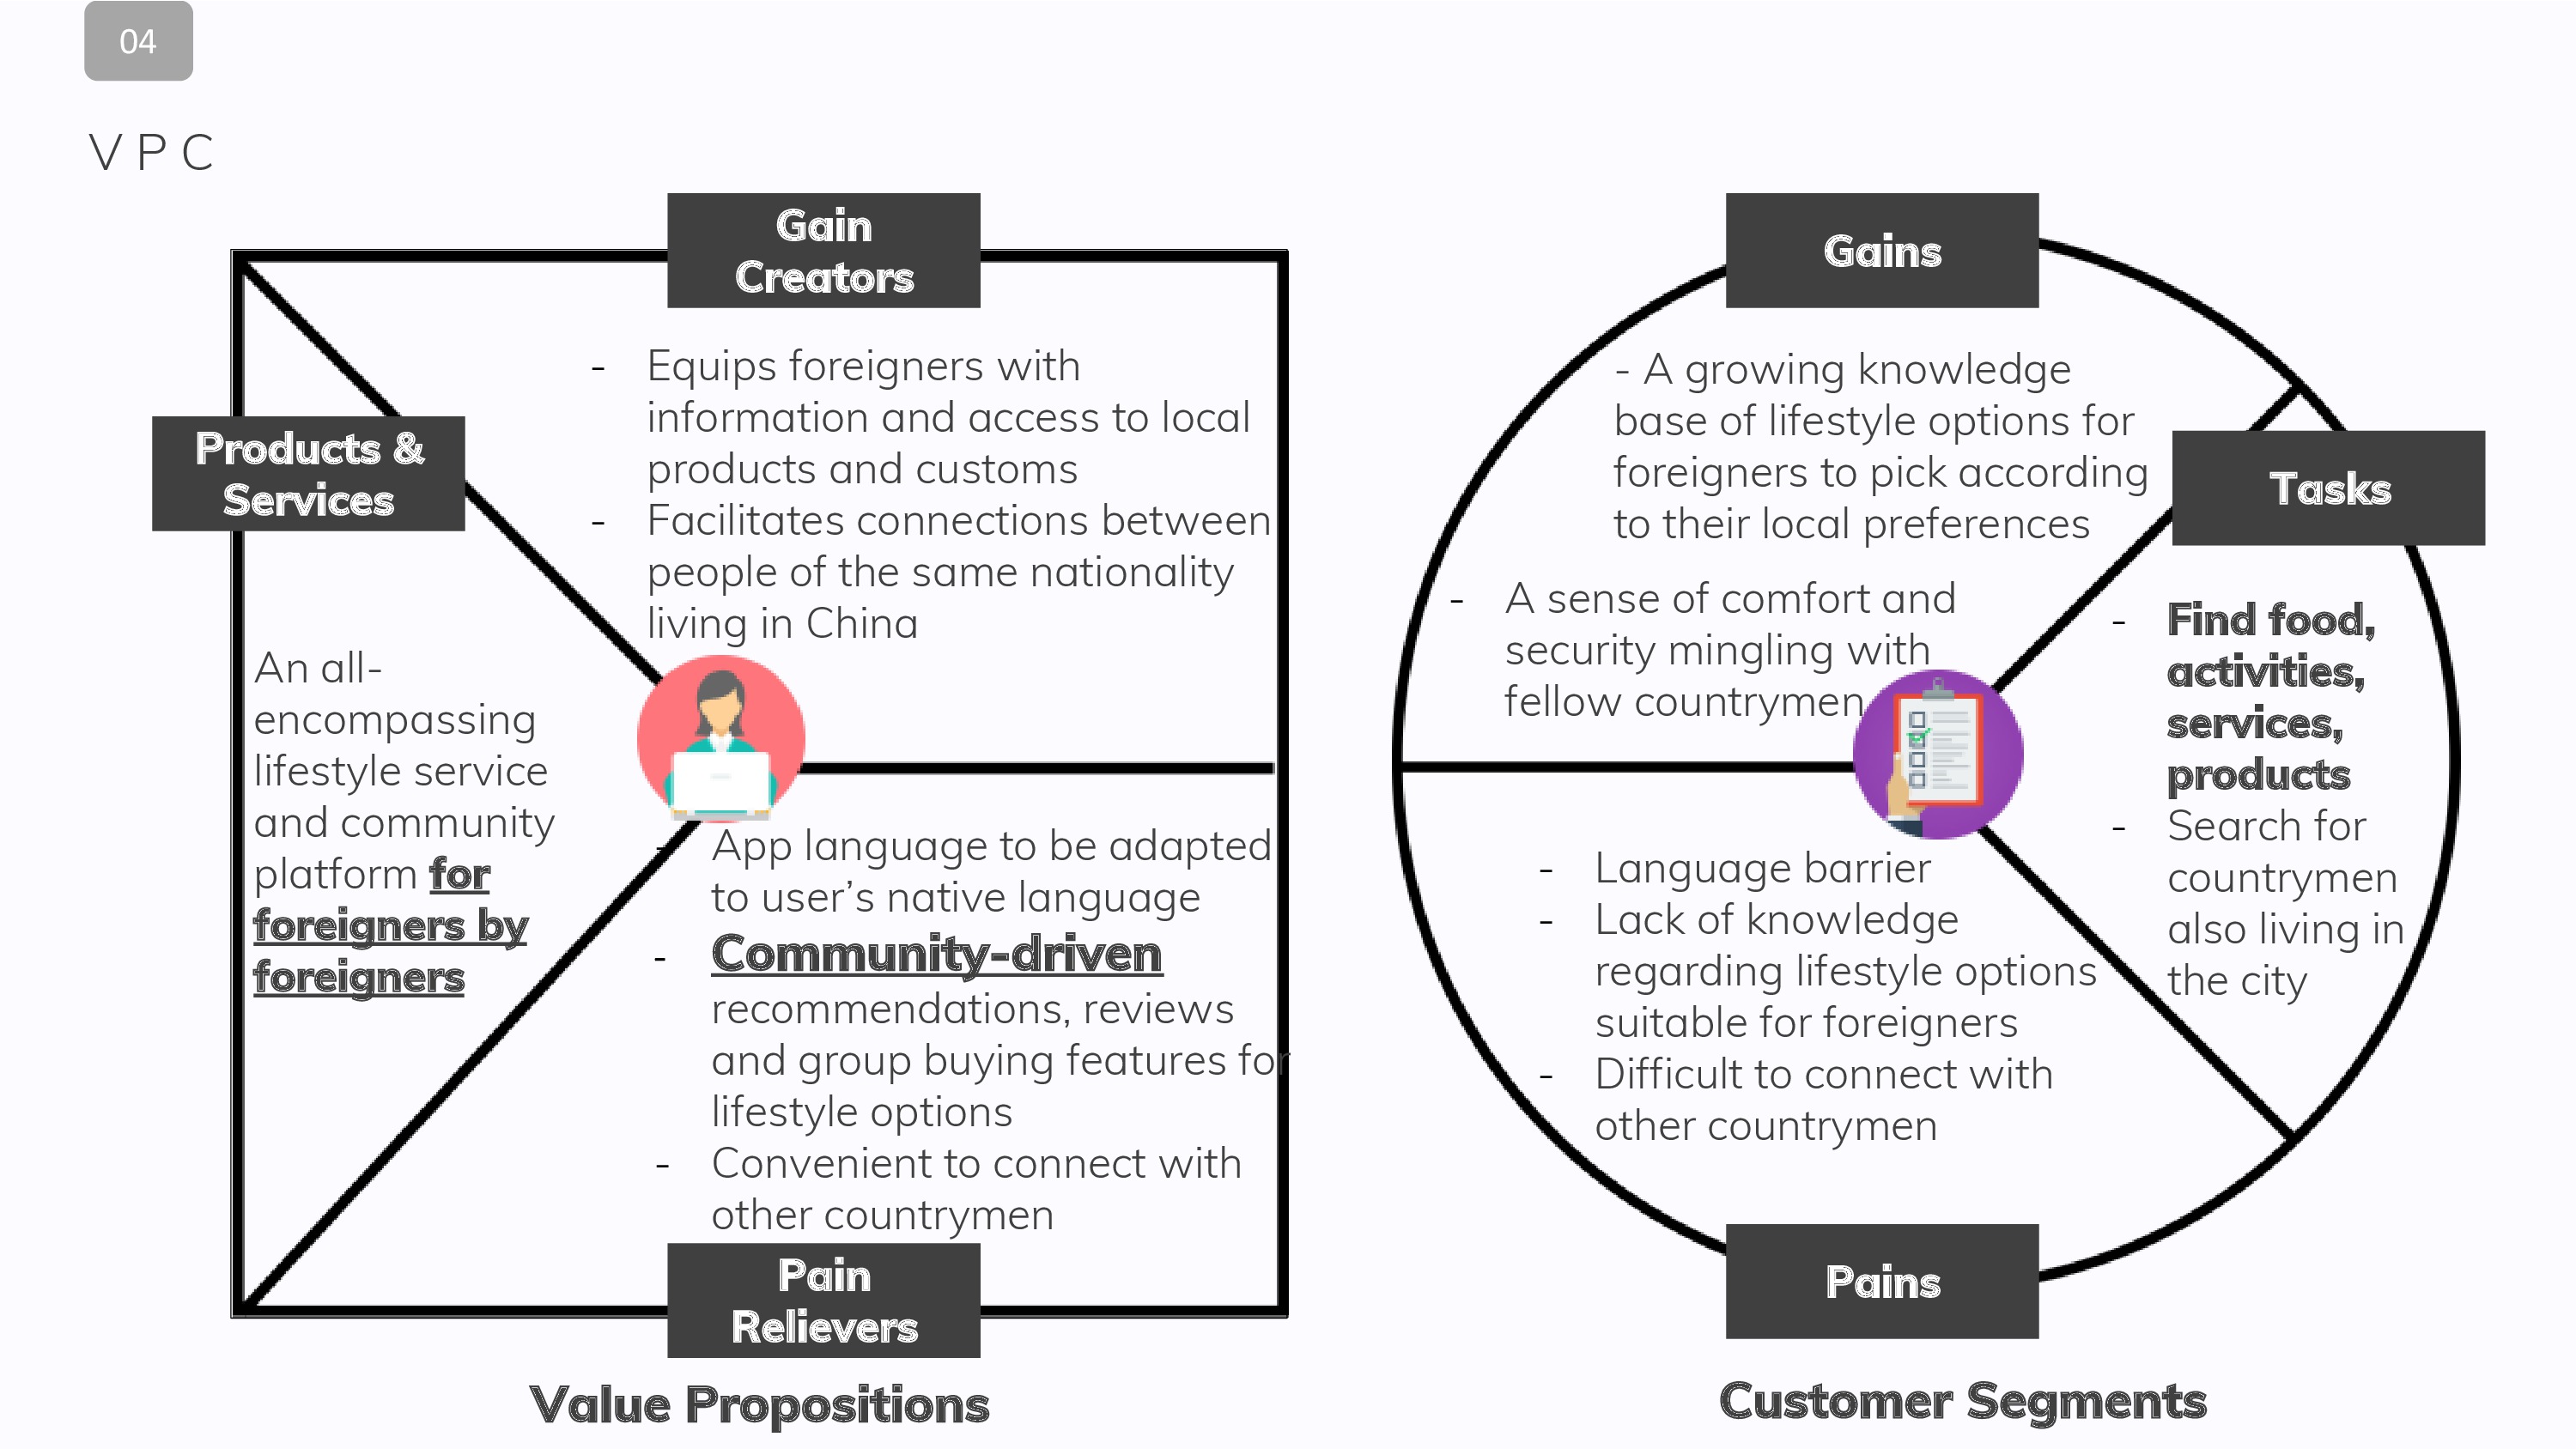 04
VPC
Gain
Creators
- Equips foreigners with
information and access to local
products and customs
- Facilitates connections between
people of the same nationality
living in China
Products &
Services
An all-
encompassing
lifestyle service
and community
platform for
foreigners by
foreigners
- App language to be adapted
to user’s native language
- Community-driven
recommendations, reviews
and group buying features for
lifestyle options
- Convenient to connect with
other countrymen
Pain
Relievers
Value Propositions
Gains
- A growing knowledge
base of lifestyle options for
foreigners to pick according
to their local preferences
- A sense of comfort and
security mingling with
fellow countrymen
Tasks
- Find food,
activities,
services,
products
- Search for
countrymen
also living in
the city
- Language barrier
- Lack of knowledge
regarding lifestyle options
suitable for foreigners
- Difficult to connect with
other countrymen
Pains
Customer Segments